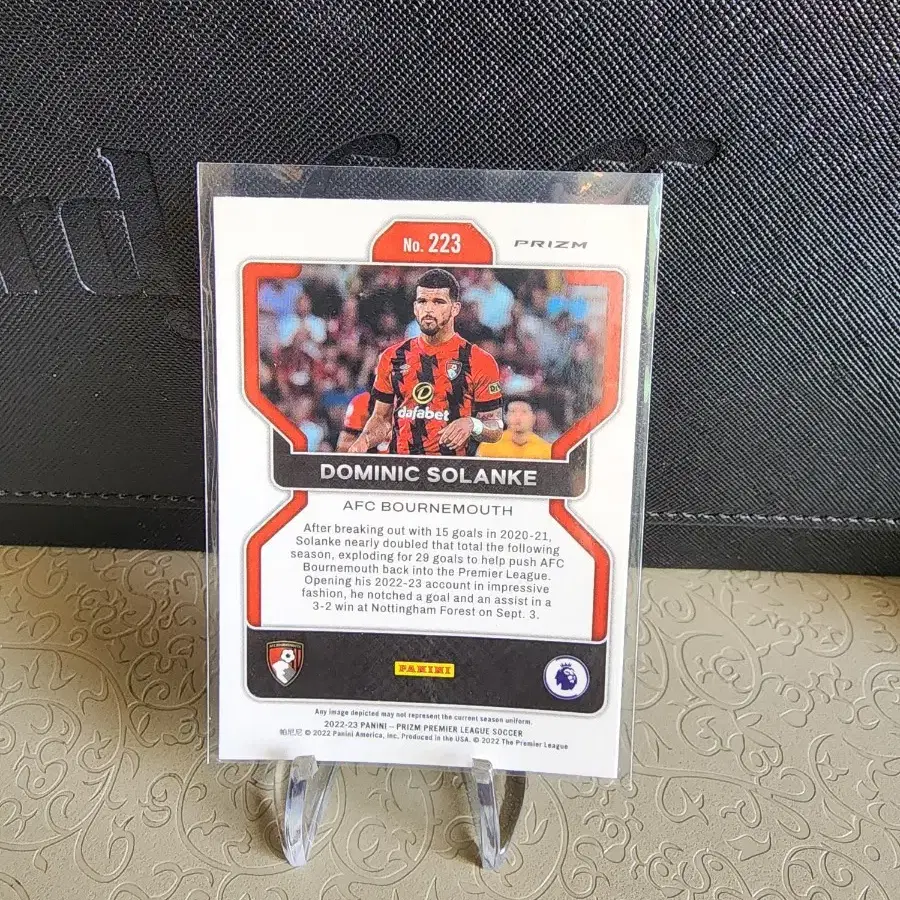 No. 223
PRIZM
dafabet
DOMINIC SOLANKE
AFC BOURNEMOUTH
After breaking out with 15 goals in 2020-21,
Solanke nearly doubled that total the following
season, exploding for 29 goals to help push AFC
Bournemouth back into the Premier League.
Opening his 2022-23 account in impressive
fashion, he notched a goal and an assist in a
3-2 win at Nottingham Forest on Sept. 3.
PANINI
Any image depicted may not represent the current season uniform.
2022-23 PANINI – PRIZM PREMIER LEAGUE SOCCER
帕尼尼 © 2022 Panini America, Inc. Produced in the USA. © 2022 The Premier League